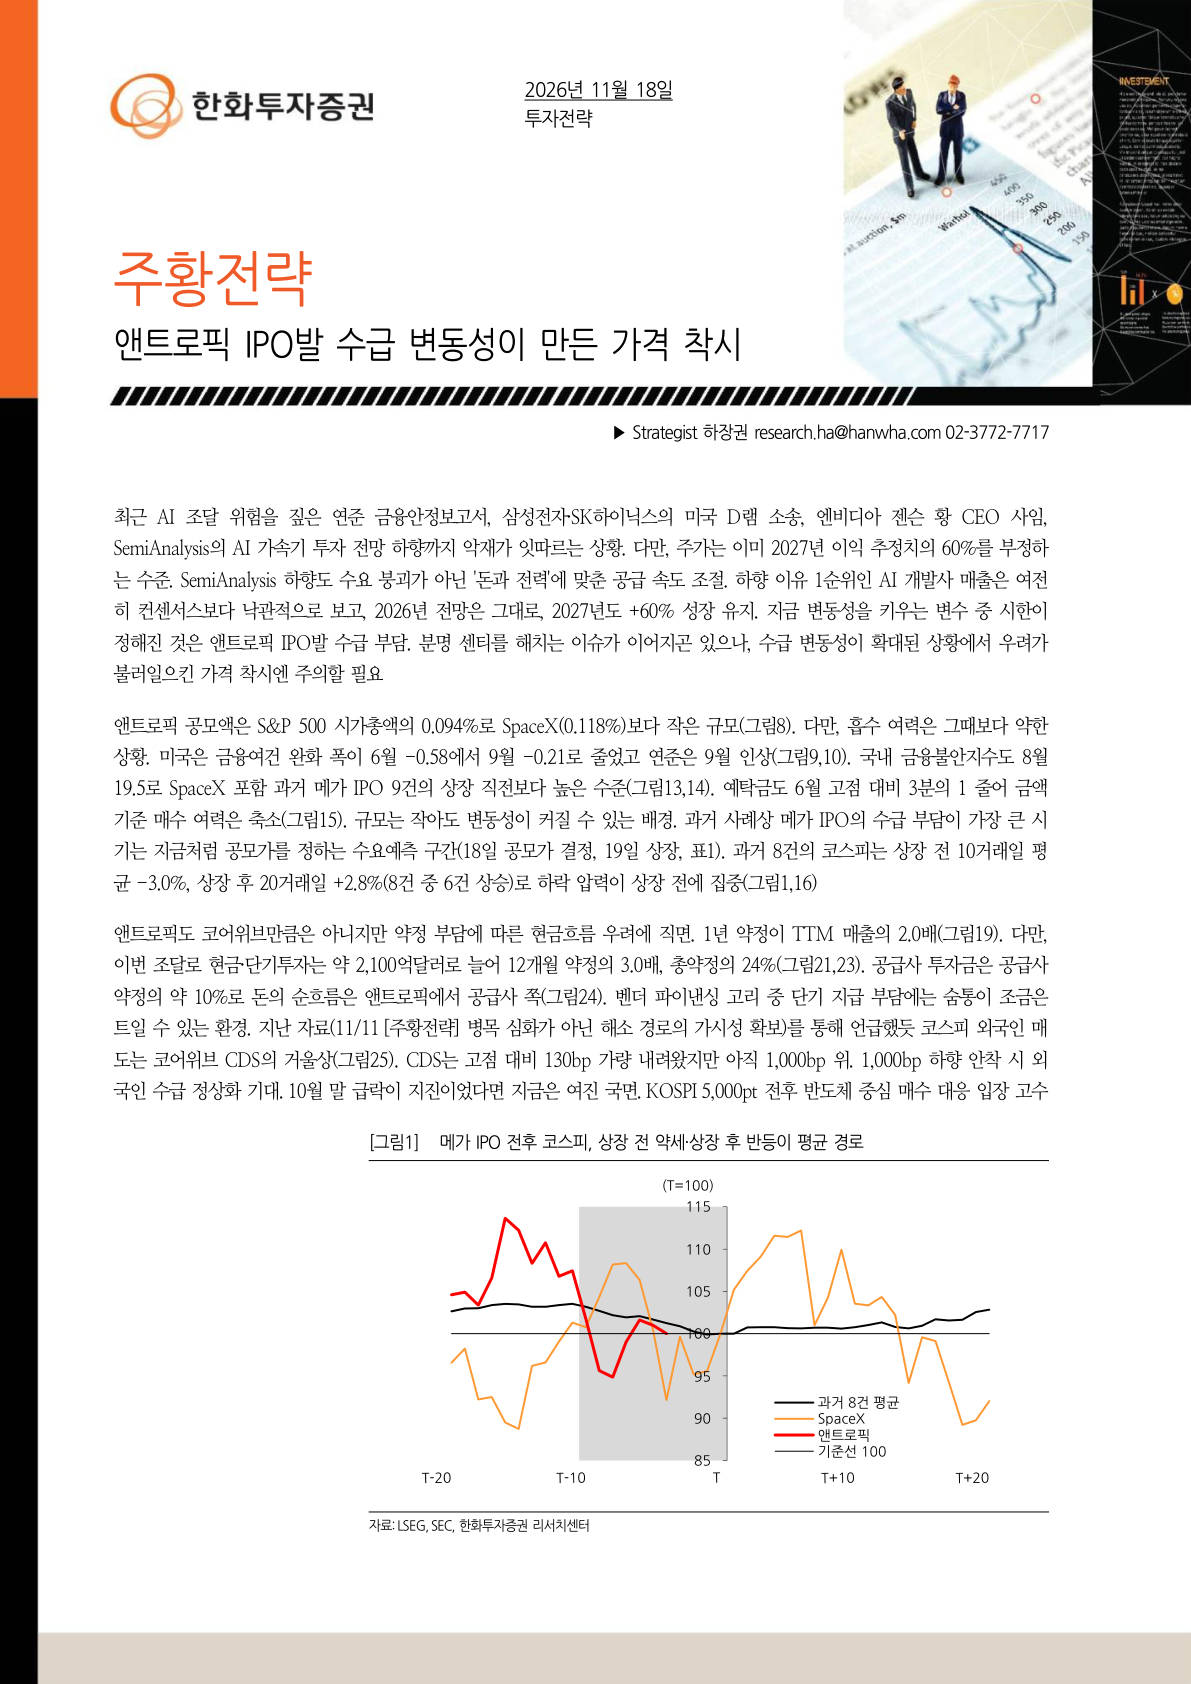 한화투자증권
2026년 11월 18일
투자전략
INVESTEMENT
주황전략
앤트로픽 IPO발 수급 변동성이 만든 가격 착시
▶ Strategist 하장권 research.ha@hanwha.com 02-3772-7717
최근 AI 조달 위험을 짚은 연준 금융안정보고서, 삼성전자·SK하이닉스의 미국 D램 소송, 엔비디아 젠슨 황 CEO 사임,
SemiAnalysis의 AI 가속기 투자 전망 하향까지 악재가 잇따르는 상황. 다만, 주가는 이미 2027년 이익 추정치의 60%를 부정하
는 수준. SemiAnalysis 하향도 수요 붕괴가 아닌 '돈과 전력'에 맞춘 공급 속도 조절. 하향 이유 1순위인 AI 개발사 매출은 여전
히 컨센서스보다 낙관적으로 보고, 2026년 전망은 그대로, 2027년도 +60% 성장 유지. 지금 변동성을 키우는 변수 중 시한이
정해진 것은 앤트로픽 IPO발 수급 부담. 분명 센티를 해치는 이슈가 이어지곤 있으나, 수급 변동성이 확대된 상황에서 우려가
불러일으킨 가격 착시엔 주의할 필요
앤트로픽 공모액은 S&P 500 시가총액의 0.094%로 SpaceX(0.118%)보다 작은 규모(그림8). 다만, 흡수 여력은 그때보다 약한
상황. 미국은 금융여건 완화 폭이 6월 -0.58에서 9월 -0.21로 줄었고 연준은 9월 인상(그림9,10). 국내 금융불안지수도 8월
19.5로 SpaceX 포함 과거 메가 IPO 9건의 상장 직전보다 높은 수준(그림13,14). 예탁금도 6월 고점 대비 3분의 1 줄어 금액
기준 매수 여력은 축소(그림15). 규모는 작아도 변동성이 커질 수 있는 배경. 과거 사례상 메가 IPO의 수급 부담이 가장 큰 시
기는 지금처럼 공모가를 정하는 수요예측 구간(18일 공모가 결정, 19일 상장, 표1). 과거 8건의 코스피는 상장 전 10거래일 평
균 -3.0%, 상장 후 20거래일 +2.8%(8건 중 6건 상승)로 하락 압력이 상장 전에 집중(그림1,16)
앤트로픽도 코어위브만큼은 아니지만 약정 부담에 따른 현금흐름 우려에 직면. 1년 약정이 TTM 매출의 2.0배(그림19). 다만,
이번 조달로 현금·단기투자는 약 2,100억달러로 늘어 12개월 약정의 3.0배, 총약정의 24%(그림21,23). 공급사 투자금은 공급사
약정의 약 10%로 돈의 순흐름은 앤트로픽에서 공급사 쪽(그림24). 벤더 파이낸싱 고리 중 단기 지급 부담에는 숨통이 조금은
트일 수 있는 환경. 지난 자료(11/11 [주황전략] 병목 심화가 아닌 해소 경로의 가시성 확보)를 통해 언급했듯 코스피 외국인 매
도는 코어위브 CDS의 거울상(그림25). CDS는 고점 대비 130bp 가량 내려왔지만 아직 1,000bp 위. 1,000bp 하향 안착 시 외
국인 수급 정상화 기대. 10월 말 급락이 지진이었다면 지금은 여진 국면. KOSPI 5,000pt 전후 반도체 중심 매수 대응 입장 고수
[그림1] 메가 IPO 전후 코스피, 상장 전 약세·상장 후 반등이 평균 경로
(T=100)
115
110
105
100
95
90
85
과거 8건 평균
SpaceX
앤트로픽
기준선 100
T-20 T-10 T T+10 T+20
자료: LSEG, SEC, 한화투자증권 리서치센터